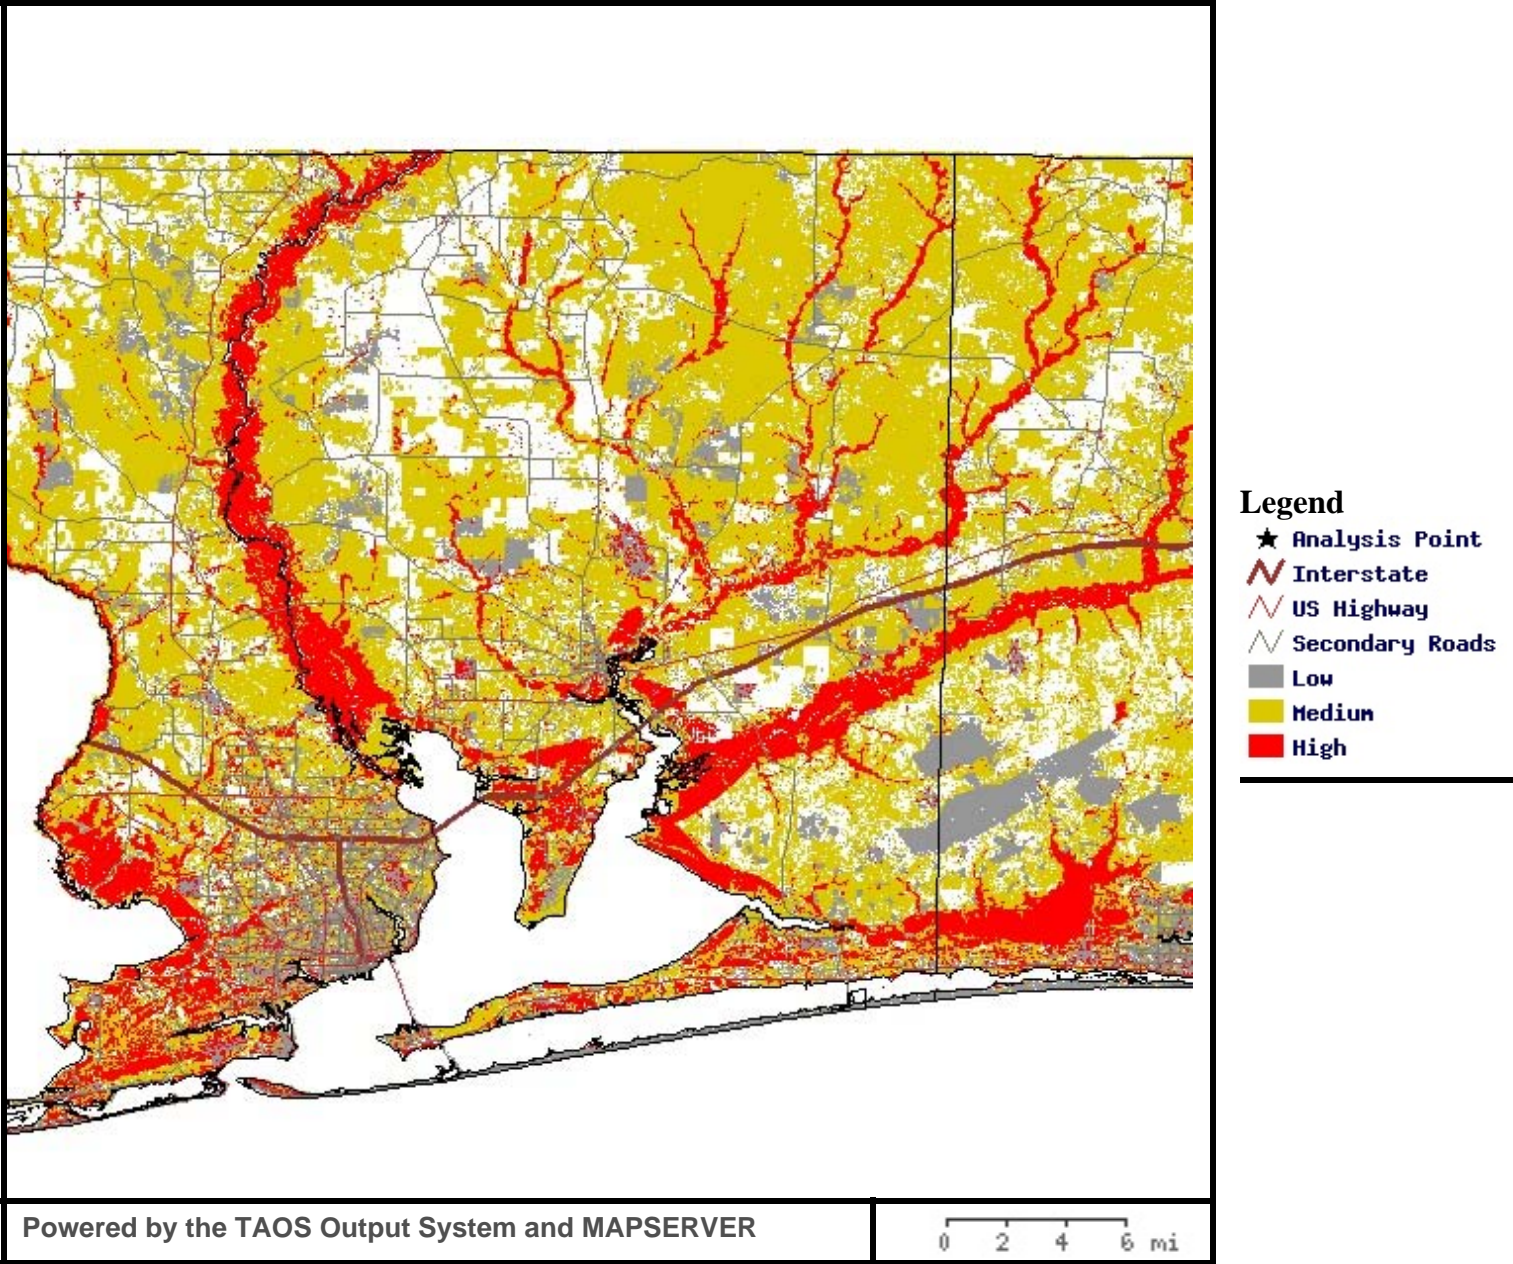 Legend
Analysis Point
Interstate
US Highway
Secondary Roads
Low
Medium
High
Powered by the TAOS Output System and MAPSERVER
0 2 4 6 mi